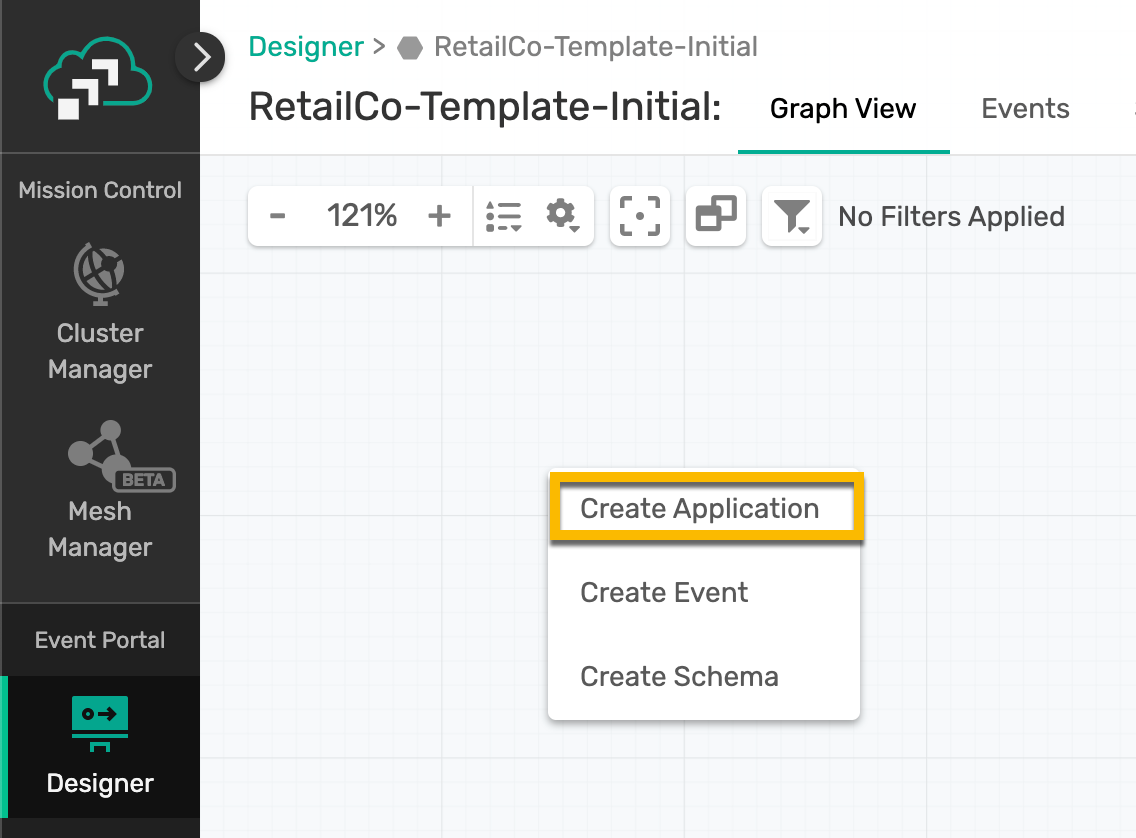 Designer > RetailCo-Template-Initial
RetailCo-Template-Initial:
Graph View
Events
Mission Control
- 121% +
No Filters Applied
Cluster
Manager
BETA
Mesh
Manager
Create Application
Create Event
Create Schema
Event Portal
Designer